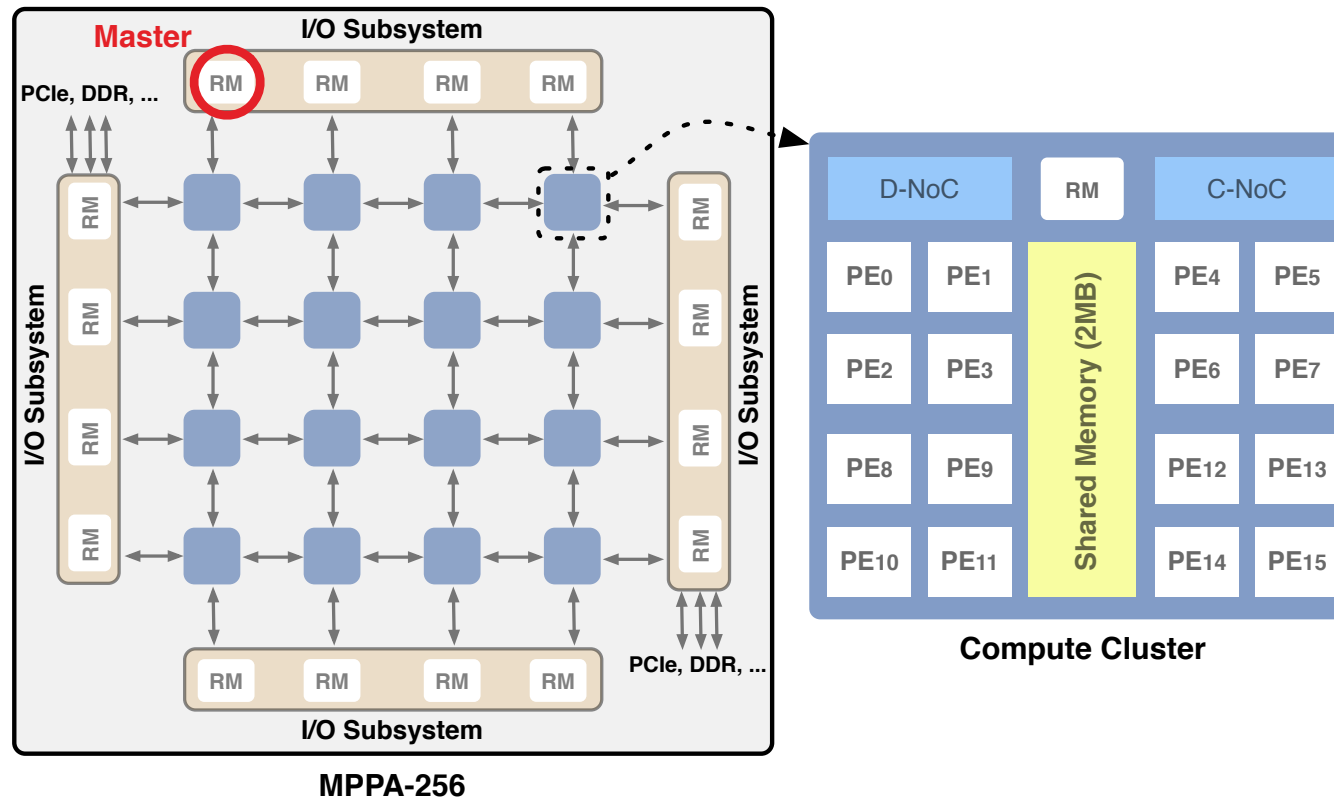 I/O Subsystem
Master
RM RM RM RM
PCIe, DDR, ...
I/O Subsystem
RM
RM
RM
RM
RM
RM
RM
RM
I/O Subsystem
PCIe, DDR, ...
RM RM RM RM
I/O Subsystem
MPPA-256
D-NoC RM C-NoC
PE0 PE1 PE4 PE5
PE2 PE3 PE6 PE7
PE8 PE9 PE12 PE13
PE10 PE11 PE14 PE15
Shared Memory (2MB)
Compute Cluster